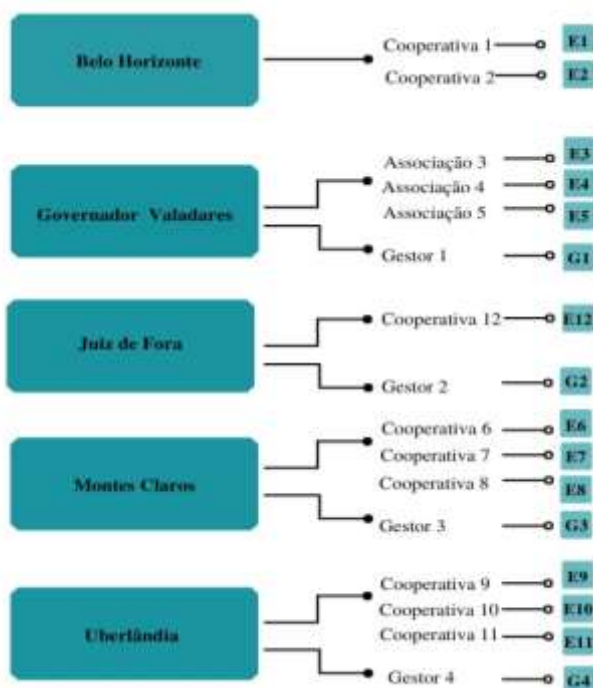 Belo Horizonte
Cooperativa 1 E1
Cooperativa 2 E2
Governador Valadares
Associação 3 E3
Associação 4 E4
Associação 5 E5
Gestor 1 G1
Juiz de Fora
Cooperativa 12 E12
Gestor 2 G2
Montes Claros
Cooperativa 6 E6
Cooperativa 7 E7
Cooperativa 8 E8
Gestor 3 G3
Uberlândia
Cooperativa 9 E9
Cooperativa 10 E10
Cooperativa 11 E11
Gestor 4 G4